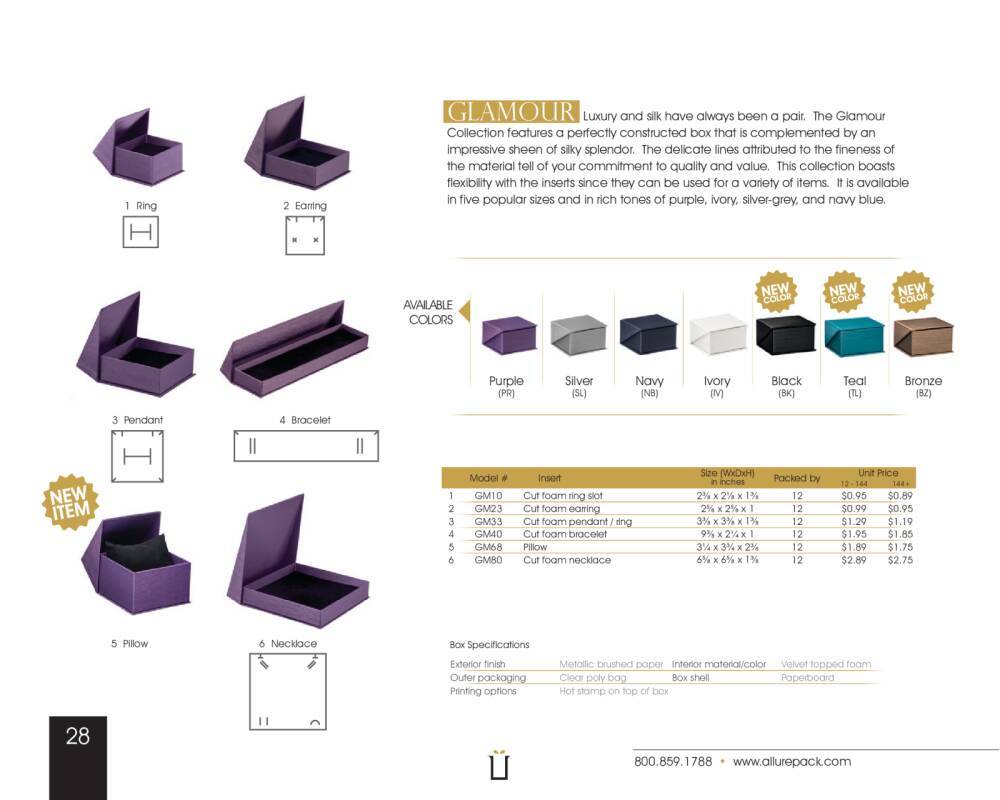 GLAMOUR Luxury and silk have always been a pair. The Glamour
Collection features a perfectly constructed box that is complemented by an
impressive sheen of silky splendor. The delicate lines attributed to the fineness of
the material tell of your commitment to quality and value. This collection boasts
flexibility with the inserts since they can be used for a variety of items. It is available
in five popular sizes and in rich tones of purple, ivory, silver-grey, and navy blue.
1 Ring
2 Earring
3 Pendant
4 Bracelet
NEW
ITEM
5 Pillow
6 Necklace
AVAILABLE
COLORS
NEW
COLOR
NEW
COLOR
NEW
COLOR
Purple Silver Navy Ivory Black Teal Bronze
(PR) (SL) (NB) (IV) (BK) (TL) (BZ)
Model # Insert Size (WxDxH) in inches Packed by Unit Price
12 - 144 144+
1 GM10 Cut foam ring slot 2⅜ x 2⅛ x 1⅜ 12 $0.95 $0.89
2 GM23 Cut foam earring 2⅝ x 2⅝ x 1 12 $0.99 $0.95
3 GM33 Cut foam pendant / ring 3⅜ x 3⅜ x 1⅜ 12 $1.29 $1.19
4 GM40 Cut foam bracelet 9⅜ x 2¼ x 1 12 $1.95 $1.85
5 GM68 Pillow 3¼ x 3¾ x 2⅝ 12 $1.89 $1.75
6 GM80 Cut foam necklace 6⅝ x 6⅝ x 1⅜ 12 $2.89 $2.75
Box Specifications
Exterior finish Metallic brushed paper Interior material/color Velvet topped foam
Outer packaging Clear poly bag Box shell Paperboard
Printing options Hot stamp on top of box
28
800.859.1788 • www.allurepack.com